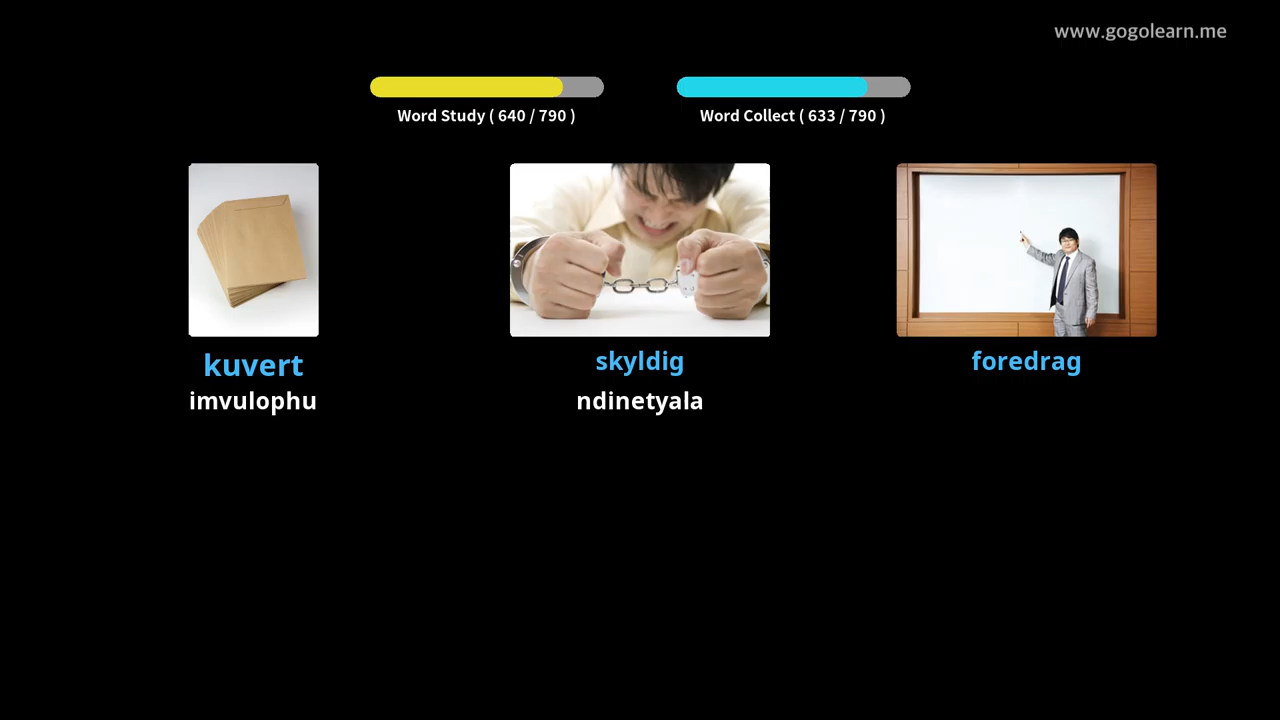 www.gogolearn.me
Word Study ( 640 / 790 )
Word Collect ( 633 / 790 )
kuvert
imvulophu
skyldig
ndinetyala
foredrag